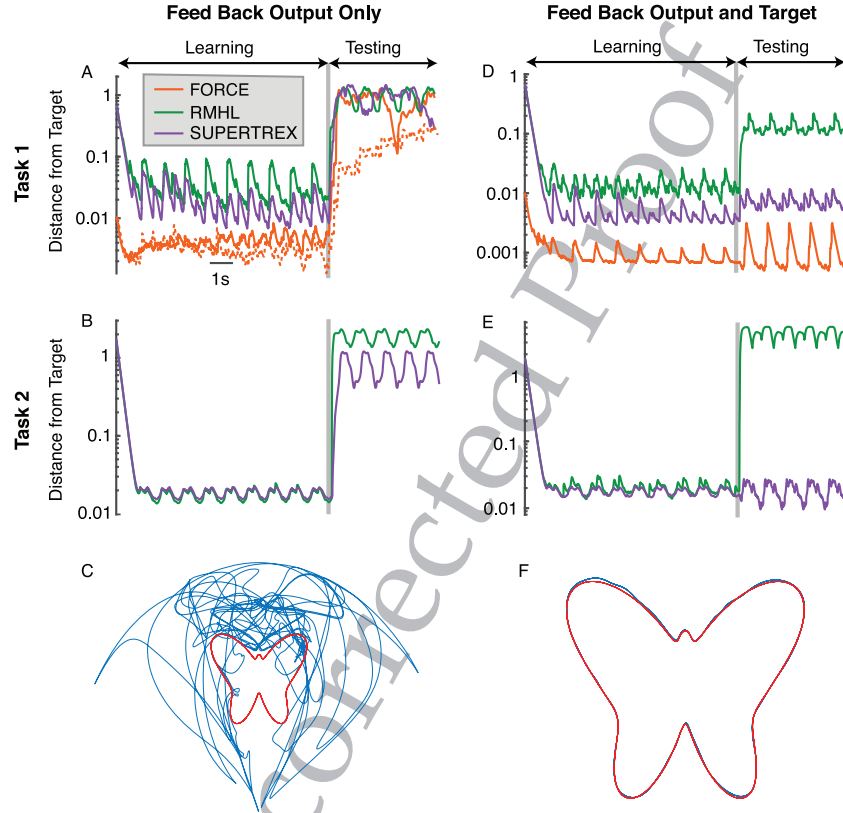 Feed Back Output Only
Feed Back Output and Target
Learning
Testing
Learning
Testing
A
FORCE
RMHL
SUPERTREX
1
0.1
0.01
Distance from Target
Task 1
1s
D
1
0.1
0.01
0.001
B
1
0.1
0.01
Distance from Target
Task 2
E
1
0.1
0.01
C
F
corrected Proof